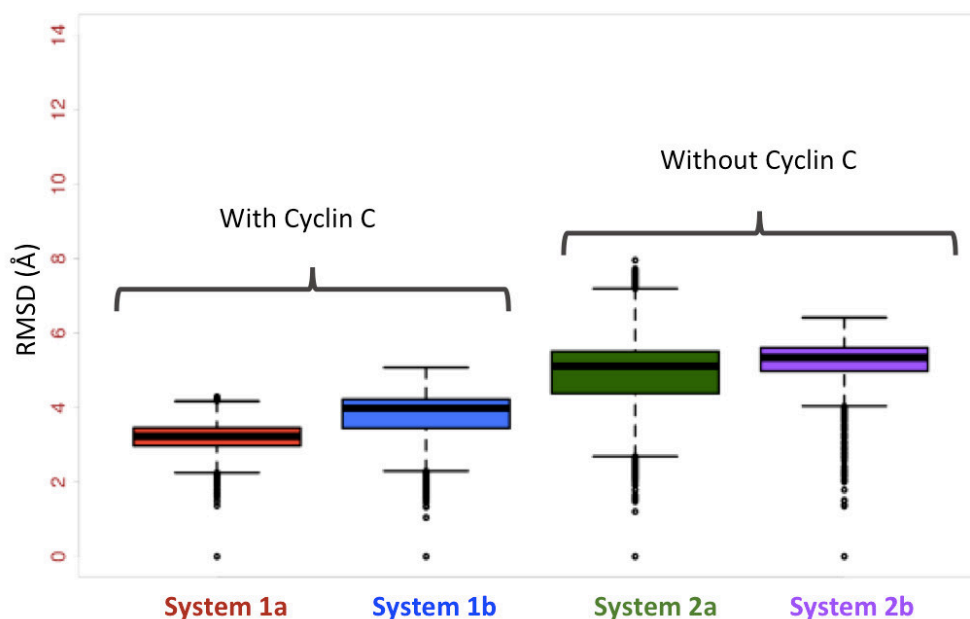 14
12
10
8
6
4
2
0
RMSD (Å)
With Cyclin C
Without Cyclin C
System 1a
System 1b
System 2a
System 2b